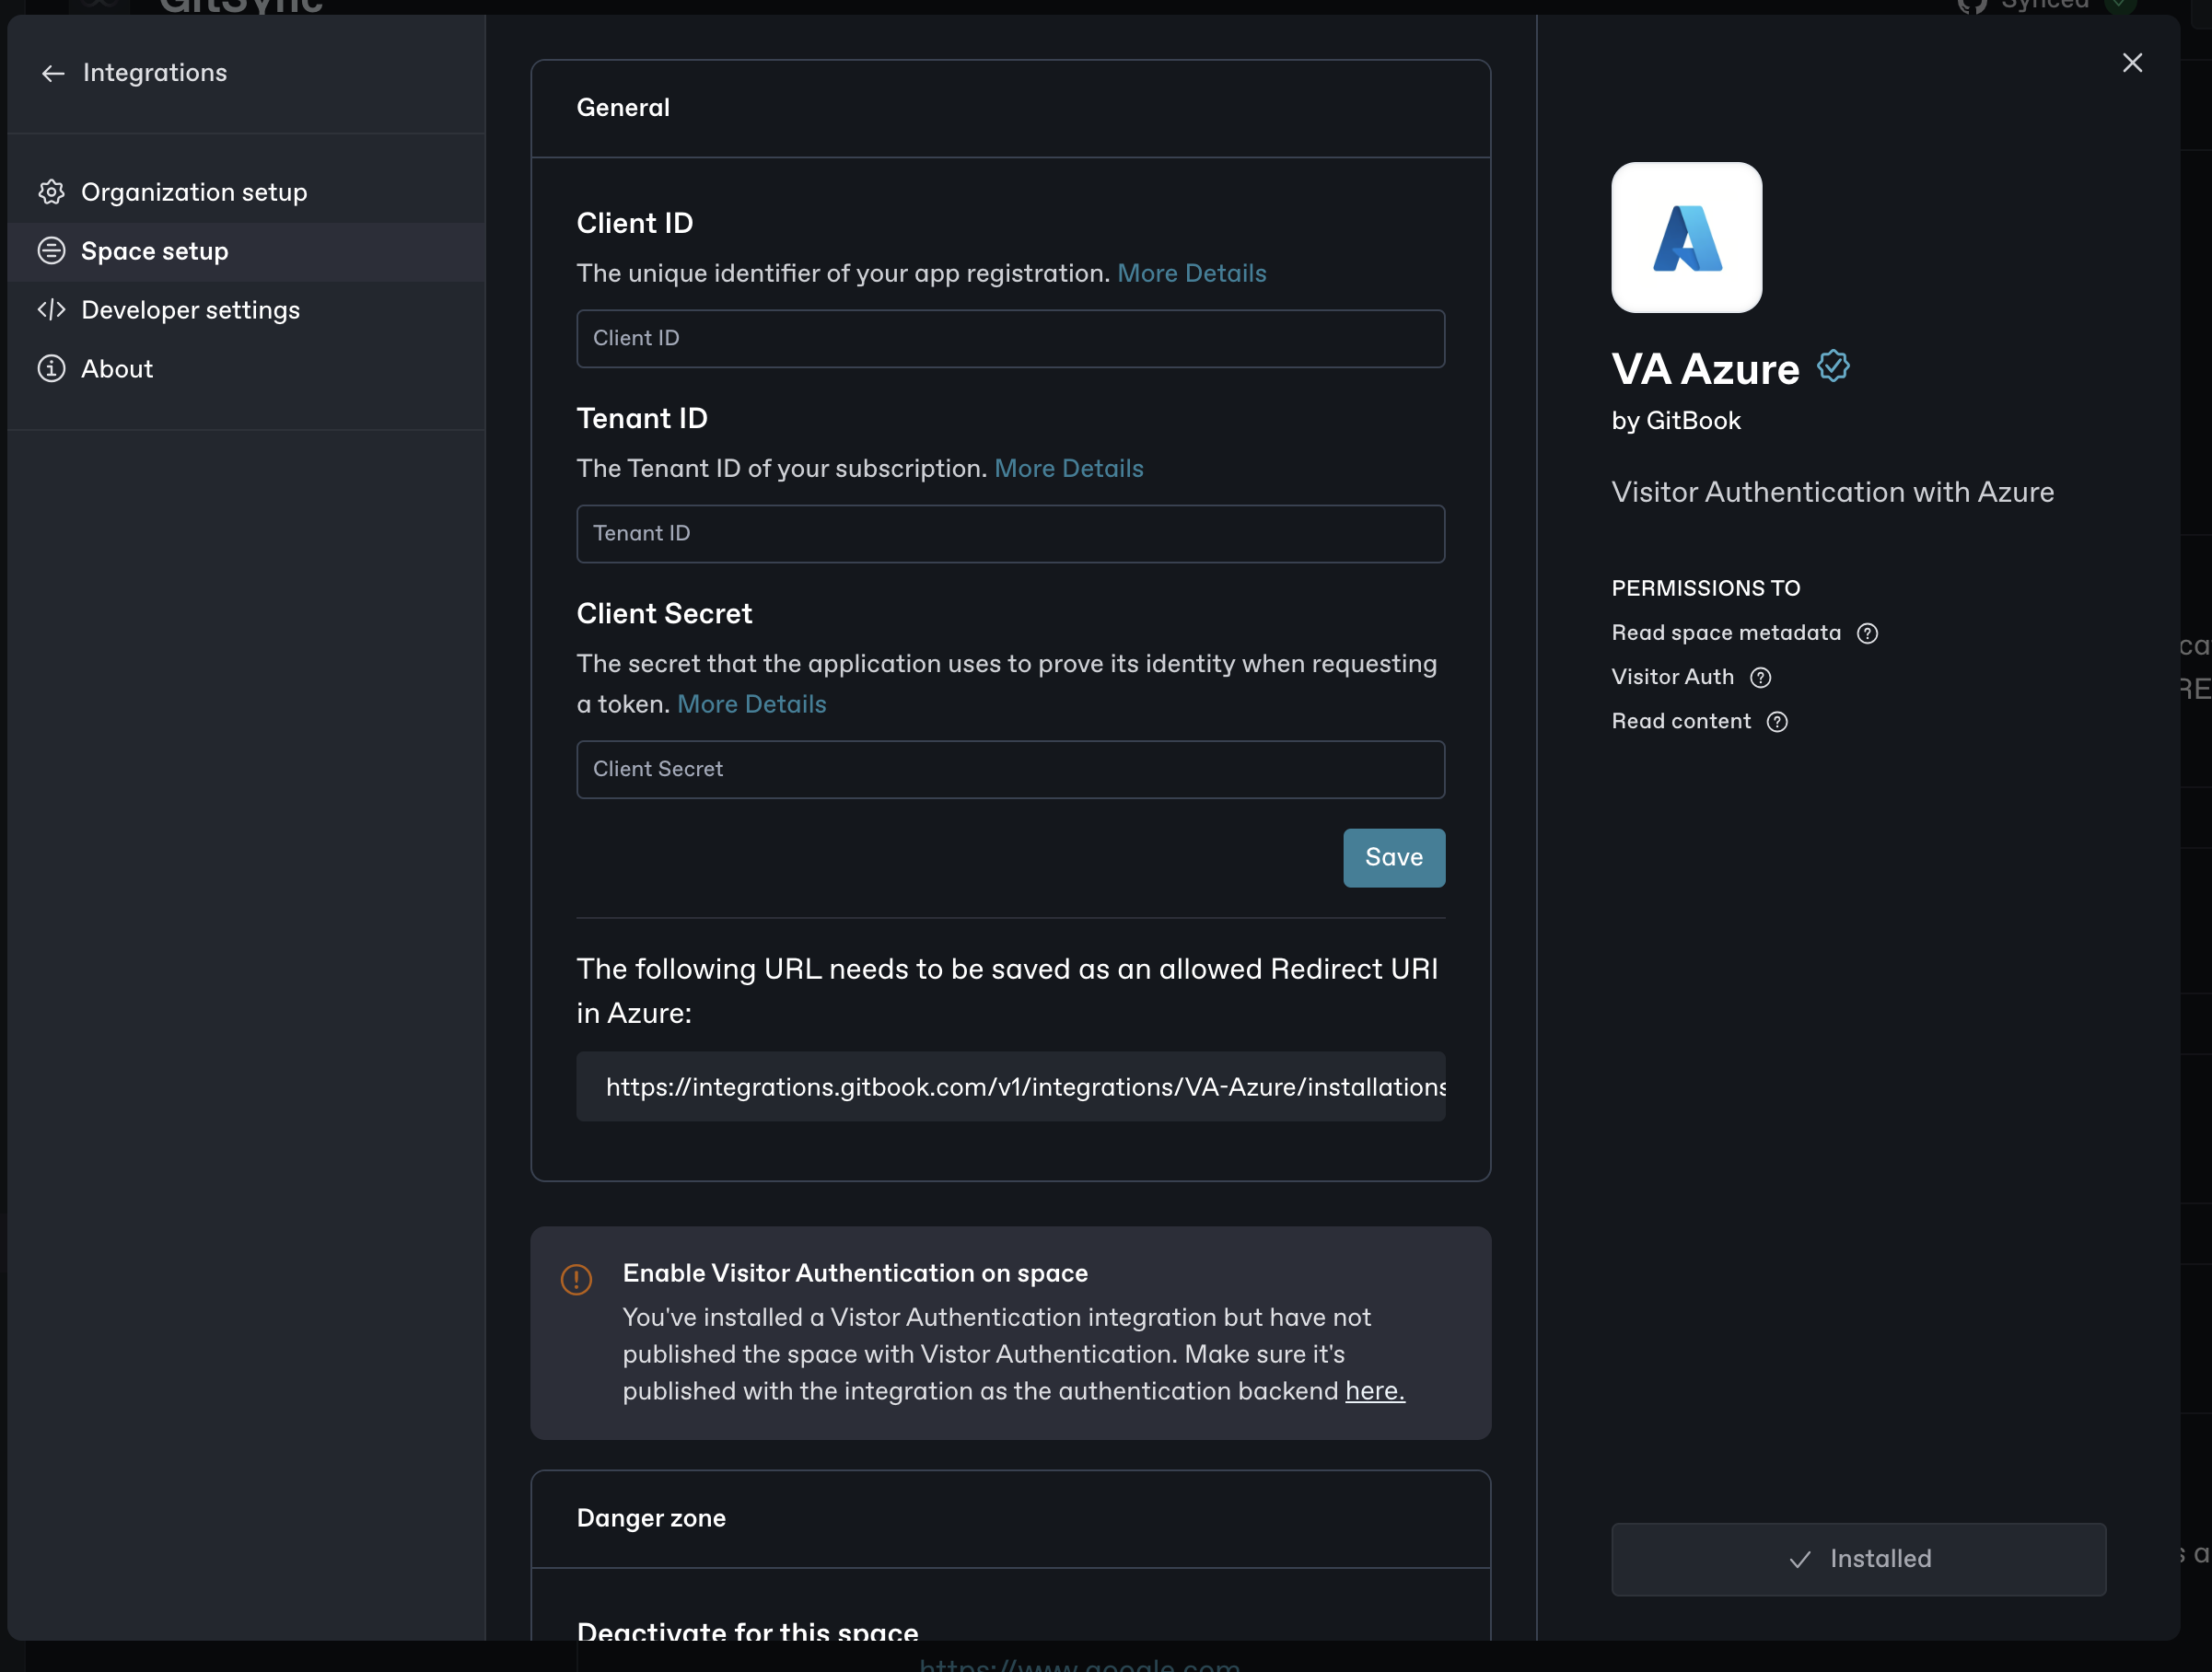 GitSync
Synced
Integrations
Organization setup
Space setup
Developer settings
About
General
Client ID
The unique identifier of your app registration. More Details
Client ID
Tenant ID
The Tenant ID of your subscription. More Details
Tenant ID
Client Secret
The secret that the application uses to prove its identity when requesting
a token. More Details
Client Secret
Save
The following URL needs to be saved as an allowed Redirect URI
in Azure:
https://integrations.gitbook.com/v1/integrations/VA-Azure/installations
Enable Visitor Authentication on space
You've installed a Vistor Authentication integration but have not
published the space with Vistor Authentication. Make sure it's
published with the integration as the authentication backend here.
Danger zone
Deactivate for this space
https://www.google.com
VA Azure
by GitBook
Visitor Authentication with Azure
PERMISSIONS TO
Read space metadata
Visitor Auth
Read content
Installed